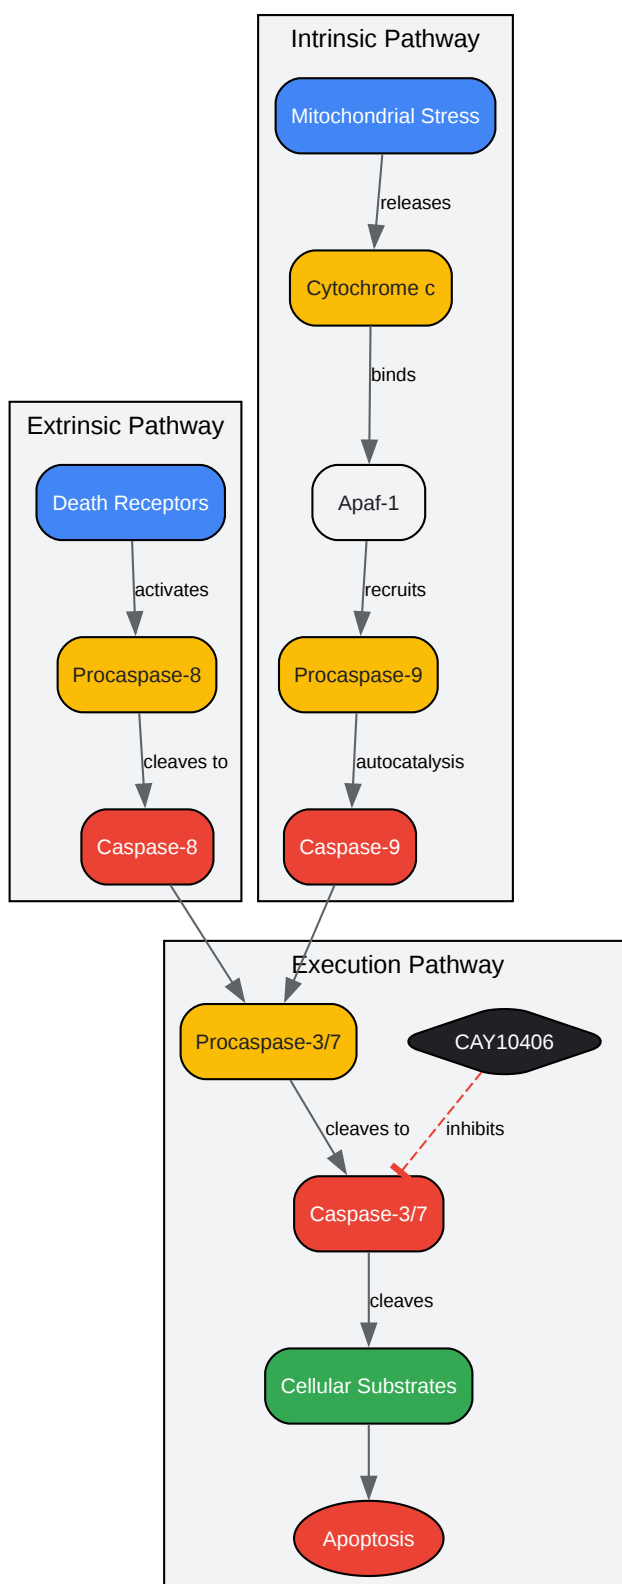 Intrinsic Pathway
Mitochondrial Stress
releases
Cytochrome c
binds
Apaf-1
recruits
Procaspase-9
autocatalysis
Caspase-9
Extrinsic Pathway
Death Receptors
activates
Procaspase-8
cleaves to
Caspase-8
Execution Pathway
Procaspase-3/7
CAY10406
cleaves to
inhibits
Caspase-3/7
cleaves
Cellular Substrates
Apoptosis